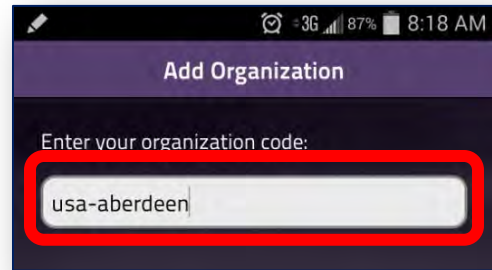 3G 87% 8:18 AM
Add Organization
Enter your organization code:
usa-aberdeen